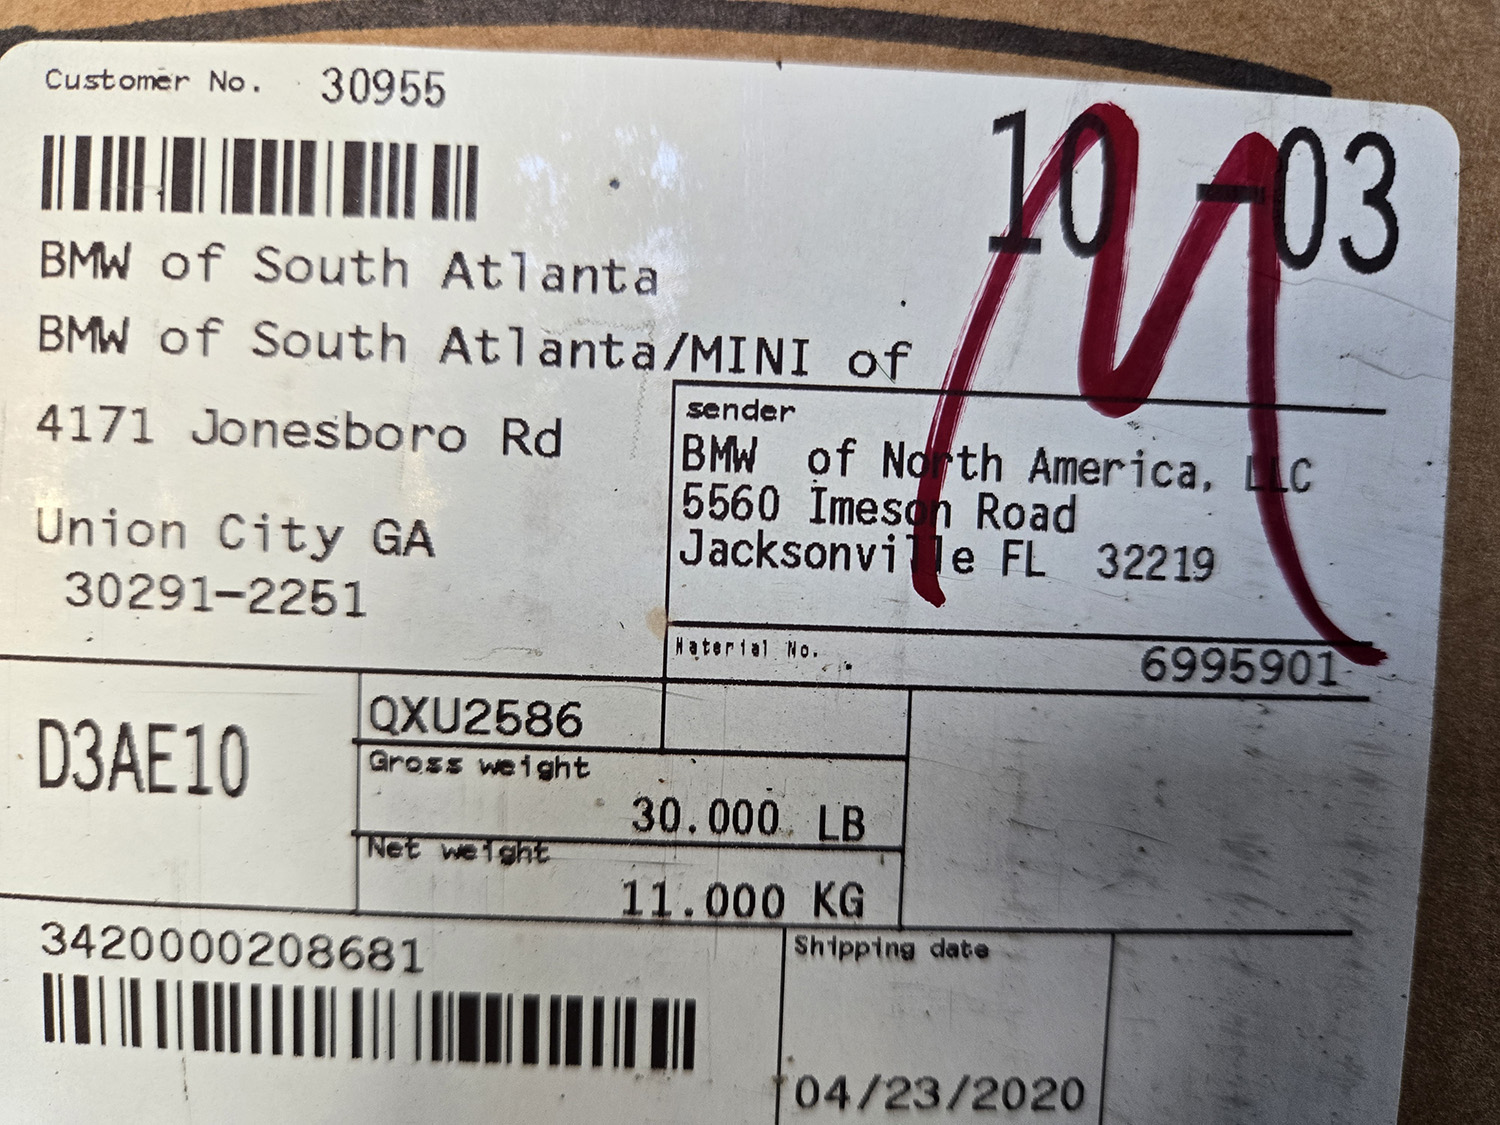 Customer No. 30955
10-03
M
BMW of South Atlanta
BMW of South Atlanta/MINI of
4171 Jonesboro Rd
Union City GA
30291-2251
sender
BMW of North America, LLC
5560 Imeson Road
Jacksonville FL 32219
Material No.
6995901
D3AE10
QXU2586
Gross weight
30.000 LB
Net weight
11.000 KG
3420000208681
Shipping date
04/23/2020